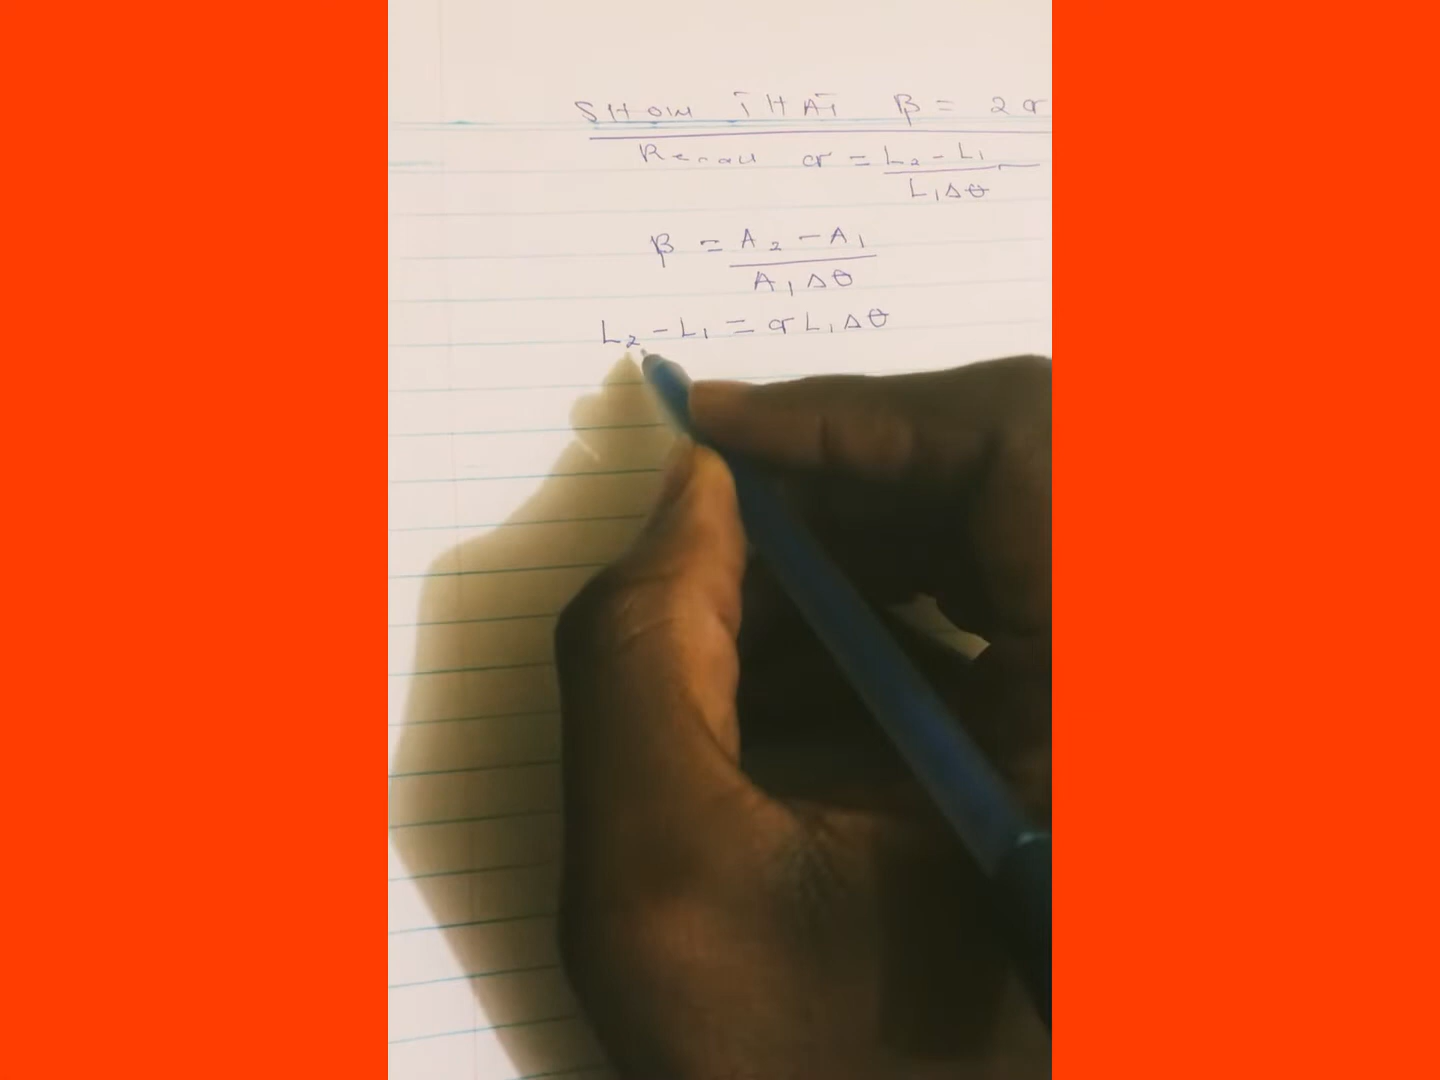 SHOW THAT β = 2α
Recall α = L₂ - L₁ / L₁Δθ
β = A₂ - A₁ / A₁Δθ
L₂ - L₁ = αL₁Δθ